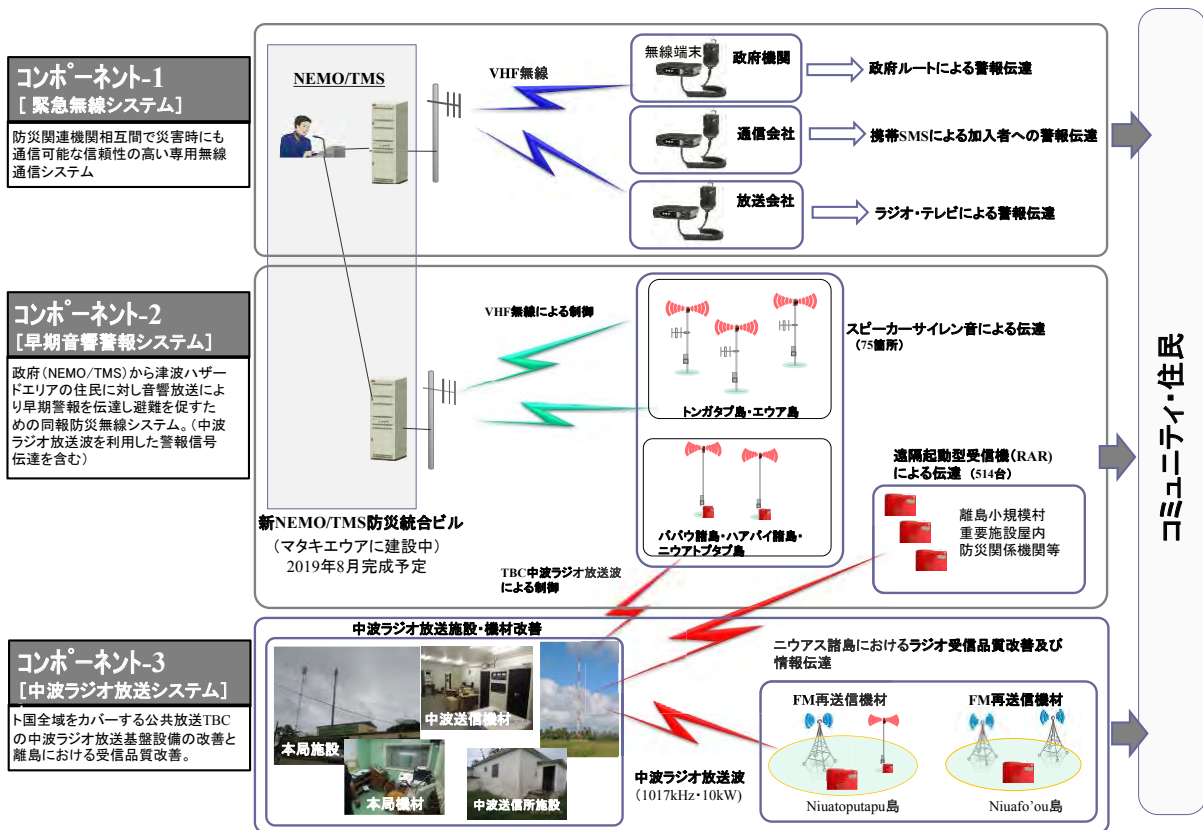 コンポーネント-1
[ 緊急無線システム]
防災関連機関相互間で災害時にも
通信可能な信頼性の高い専用無線
通信システム
NEMO/TMS
VHF無線
無線端末
政府機関
政府ルートによる警報伝達
通信会社
携帯SMSによる加入者への警報伝達
放送会社
ラジオ・テレビによる警報伝達
コンポーネント-2
[早期音響警報システム]
政府（NEMO/TMS）から津波ハザー
ドエリアの住民に対し音響放送によ
り早期警報を伝達し避難を促すた
めの同報防災無線システム。（中波
ラジオ放送波を利用した警報信号
伝達を含む）
VHF無線による制御
スピーカーサイレン音による伝達
（75箇所）
トンガタプ島・エウア島
ババウ諸島・ハアパイ諸島・
ニウアトプタプ島
遠隔起動型受信機（RAR）
による伝達 （514台）
離島小規模村
重要施設屋内
防災関係機関等
新NEMO/TMS防災統合ビル
（マタキエウアに建設中）
2019年8月完成予定
TBC中波ラジオ放送波
による制御
コンポーネント-3
[中波ラジオ放送システム]
ト国全域をカバーする公共放送TBC
の中波ラジオ放送基盤設備の改善と
離島における受信品質改善。
中波ラジオ放送施設・機材改善
本局施設
中波送信機材
本局機材
中波送信所施設
中波ラジオ放送波
（1017kHz・10kW）
ニウアス諸島におけるラジオ受信品質改善及び
情報伝達
FM再送信機材
Niuatoputapu島
FM再送信機材
Niuafo’ou島
コミュニティ・住民